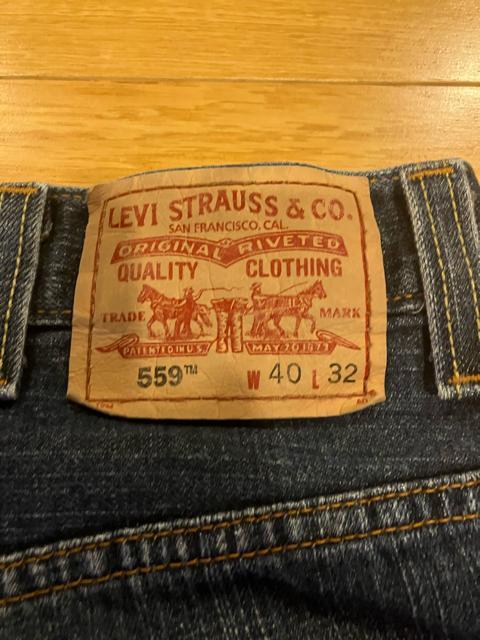 LEVI STRAUSS & CO.
SAN FRANCISCO, CAL.
ORIGINAL RIVETED
QUALITY CLOTHING
TRADE MARK
PATENTED IN U.S. MAY 20 1873
559™ W 40 L 32